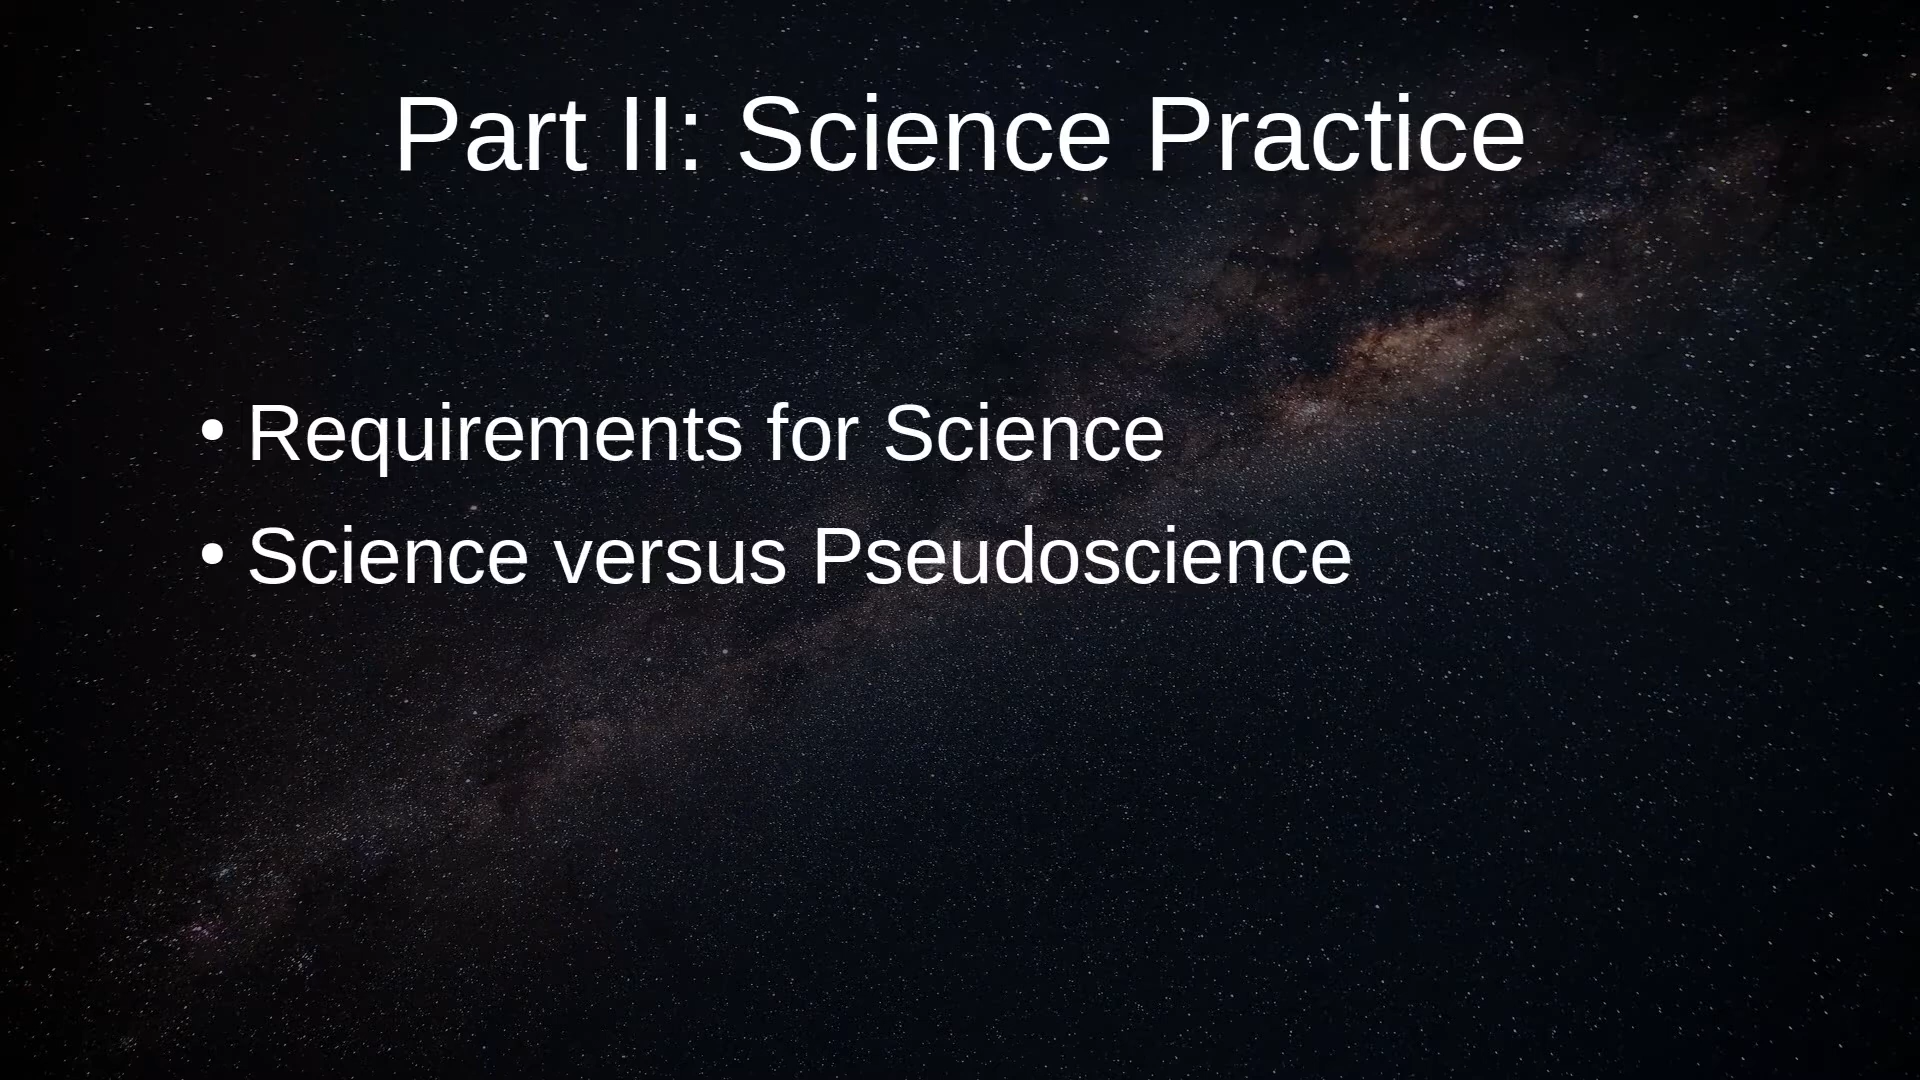 Part II: Science Practice
• Requirements for Science
• Science versus Pseudoscience